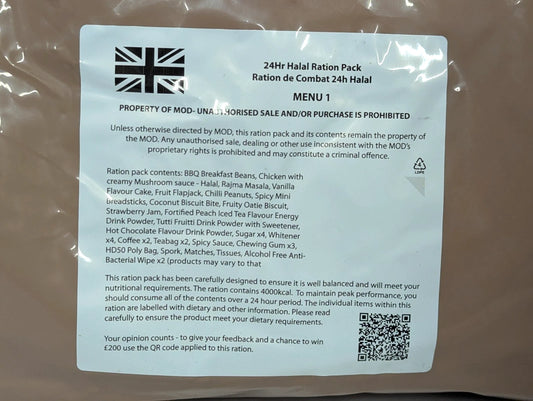 24Hr Halal Ration Pack
Ration de Combat 24h Halal
MENU 1
PROPERTY OF MOD- UNAUTHORISED SALE AND/OR PURCHASE IS PROHIBITED
Unless otherwise directed by MOD, this ration pack and its contents remain the property of
the MOD. Any unauthorised sale, dealing or other use inconsistent with the MOD's
proprietary rights is prohibited and may constitute a criminal offence.
4
LDPE
Ration pack contents: BBQ Breakfast Beans, Chicken with
creamy Mushroom sauce - Halal, Rajma Masala, Vanilla
Flavour Cake, Fruit Flapjack, Chilli Peanuts, Spicy Mini
Breadsticks, Coconut Biscuit Bite, Fruity Oatie Biscuit,
Strawberry Jam, Fortified Peach Iced Tea Flavour Energy
Drink Powder, Tutti Fruitti Drink Powder with Sweetener,
Hot Chocolate Flavour Drink Powder, Sugar x4, Whitener
x4, Coffee x2, Teabag x2, Spicy Sauce, Chewing Gum x3,
HD50 Poly Bag, Spork, Matches, Tissues, Alcohol Free Anti-
Bacterial Wipe x2 (products may vary to that
This ration pack has been carefully designed to ensure it is well balanced and will meet your
nutritional requirements. The ration contains 4000kcal. To maintain peak performance, you
should consume all of the contents over a 24 hour period. The individual items within this
ration are labelled with dietary and other information. Please read
carefully to ensure the product meet your dietary requirements.
Your opinion counts - to give your feedback and a chance to win
£200 use the QR code applied to this ration.